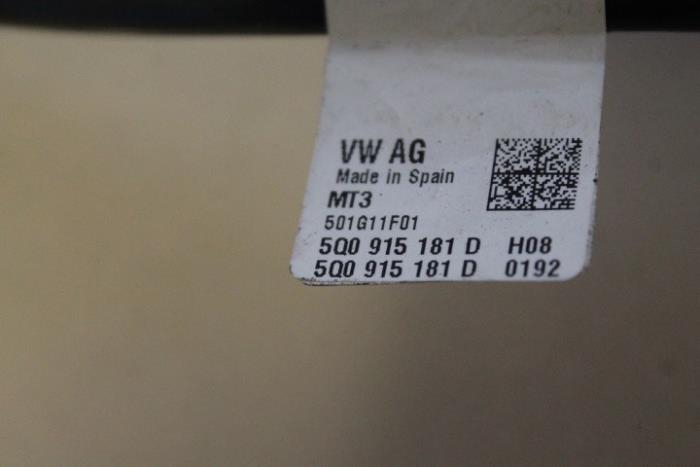 VW AG
Made in Spain
MT3
501G11F01
5Q0 915 181 D H08
5Q0 915 181 D 0192